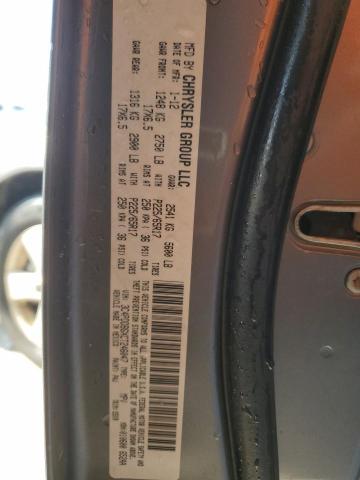 MFD BY CHRYSLER GROUP LLC
DATE OF MFR: 1-12 GVWR: 2541 KG 5600 LB
GAWR FRONT: 1248 KG 2750 LB WITH P225/65R17 TIRES
17X6.5 RIMS AT 250 KPA ( 36 PSI) COLD
GAWR REAR: 1316 KG 2900 LB WITH P225/65R17 TIRES
17X6.5 RIMS AT 250 KPA ( 36 PSI) COLD
THIS VEHICLE CONFORMS TO ALL APPLICABLE U.S.A. FEDERAL MOTOR VEHICLE SAFETY AND
THEFT PREVENTION STANDARDS IN EFFECT ON THE DATE OF MANUFACTURE SHOWN ABOVE.
VIN: TYPE: MPV
VEHICLE MADE IN MEXICO
PAINT: